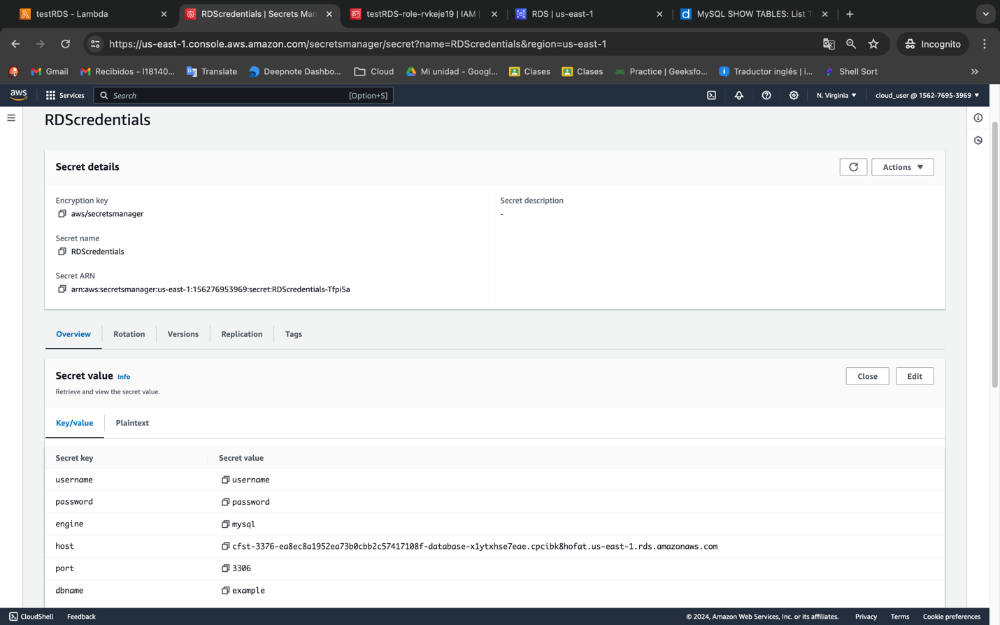 testRDS - Lambda
RDScredentials | Secrets Man
testRDS-role-rvkeje19 | IAM |
RDS | us-east-1
MySQL SHOW TABLES: List T
https://us-east-1.console.aws.amazon.com/secretsmanager/secret?name=RDScredentials&region=us-east-1
Incognito
Gmail
Recibidos - l18140...
Translate
Deepnote Dashbo...
Cloud
Mi unidad - Googl...
Clases
Clases
Practice | Geeksfo...
Traductor inglés | i...
Shell Sort
aws
Services
Search
[Option+S]
N. Virginia
cloud_user @ 1562-7695-3969
RDScredentials
Secret details
Actions
Encryption key
aws/secretsmanager
Secret description
-
Secret name
RDScredentials
Secret ARN
arn:aws:secretsmanager:us-east-1:156276953969:secret:RDScredentials-Tfpi5a
Overview
Rotation
Versions
Replication
Tags
Secret value Info
Close
Edit
Retrieve and view the secret value.
Key/value
Plaintext
Secret key
Secret value
username
username
password
password
engine
mysql
host
cfst-3376-ea8ec8a1952ea73b0cbb2c57417108f-database-x1ytxhse7eae.cpcibk8hofat.us-east-1.rds.amazonaws.com
port
3306
dbname
example
CloudShell
Feedback
© 2024, Amazon Web Services, Inc. or its affiliates.
Privacy
Terms
Cookie preferences